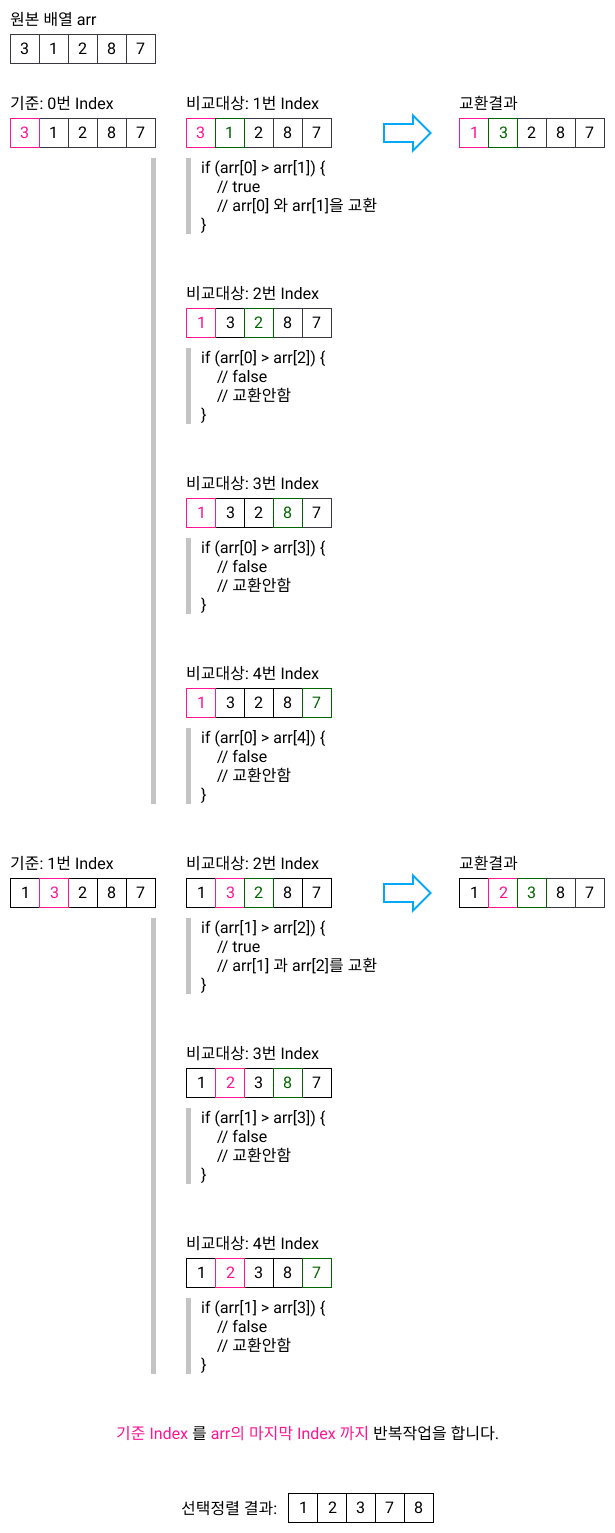 원본 배열 arr
3 1 2 8 7
기준: 0번 Index
3 1 2 8 7
비교대상: 1번 Index
3 1 2 8 7
교환결과
1 3 2 8 7
if (arr[0] > arr[1]) {
// true
// arr[0] 와 arr[1]을 교환
}
비교대상: 2번 Index
1 3 2 8 7
if (arr[0] > arr[2]) {
// false
// 교환안함
}
비교대상: 3번 Index
1 3 2 8 7
if (arr[0] > arr[3]) {
// false
// 교환안함
}
비교대상: 4번 Index
1 3 2 8 7
if (arr[0] > arr[4]) {
// false
// 교환안함
}
기준: 1번 Index
1 3 2 8 7
비교대상: 2번 Index
1 3 2 8 7
교환결과
1 2 3 8 7
if (arr[1] > arr[2]) {
// true
// arr[1] 과 arr[2]를 교환
}
비교대상: 3번 Index
1 2 3 8 7
if (arr[1] > arr[3]) {
// false
// 교환안함
}
비교대상: 4번 Index
1 2 3 8 7
if (arr[1] > arr[3]) {
// false
// 교환안함
}
기준 Index 를 arr의 마지막 Index 까지 반복작업을 합니다.
선택정렬 결과: 1 2 3 7 8